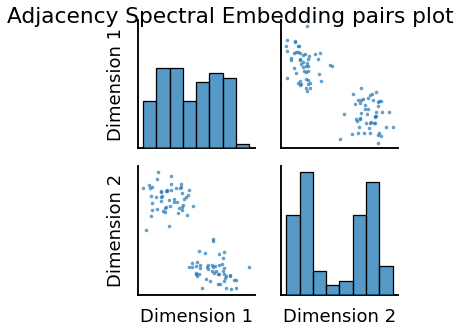 Adjacency Spectral Embedding pairs plot
Dimension 1
Dimension 2
Dimension 1
Dimension 2